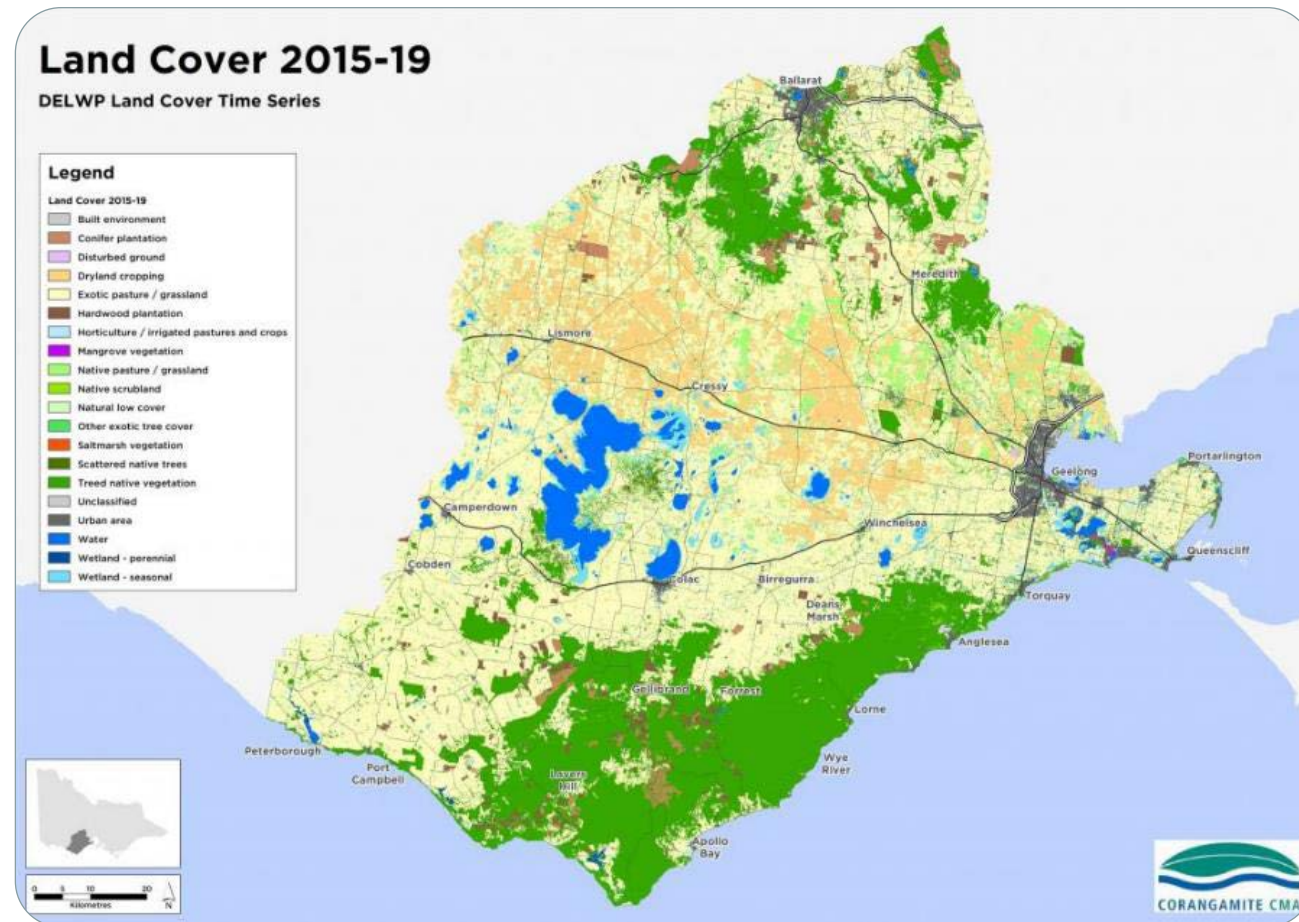 Land Cover 2015-19
DELWP Land Cover Time Series
Legend
Land Cover 2015-19
Built environment
Conifer plantation
Disturbed ground
Dryland cropping
Exotic pasture / grassland
Hardwood plantation
Horticulture / irrigated pastures and crops
Mangrove vegetation
Native pasture / grassland
Native scrubland
Natural low cover
Other exotic tree cover
Saltmarsh vegetation
Scattered native trees
Treed native vegetation
Unclassified
Urban area
Water
Wetland - perennial
Wetland - seasonal
Ballarat
Meredith
Lismore
Cressy
Geelong
Portarlington
Camperdown
Winchelsea
Queenscliff
Cobden
Colac
Birregurra
Torquay
Deans
Marsh
Anglesea
Gellibrand
Forrest
Lorne
Peterborough
Port
Campbell
Wye
River
Lavers
Hill
Apollo
Bay
0 5 10 20
Kilometres
N
CORANGAMITE CMA